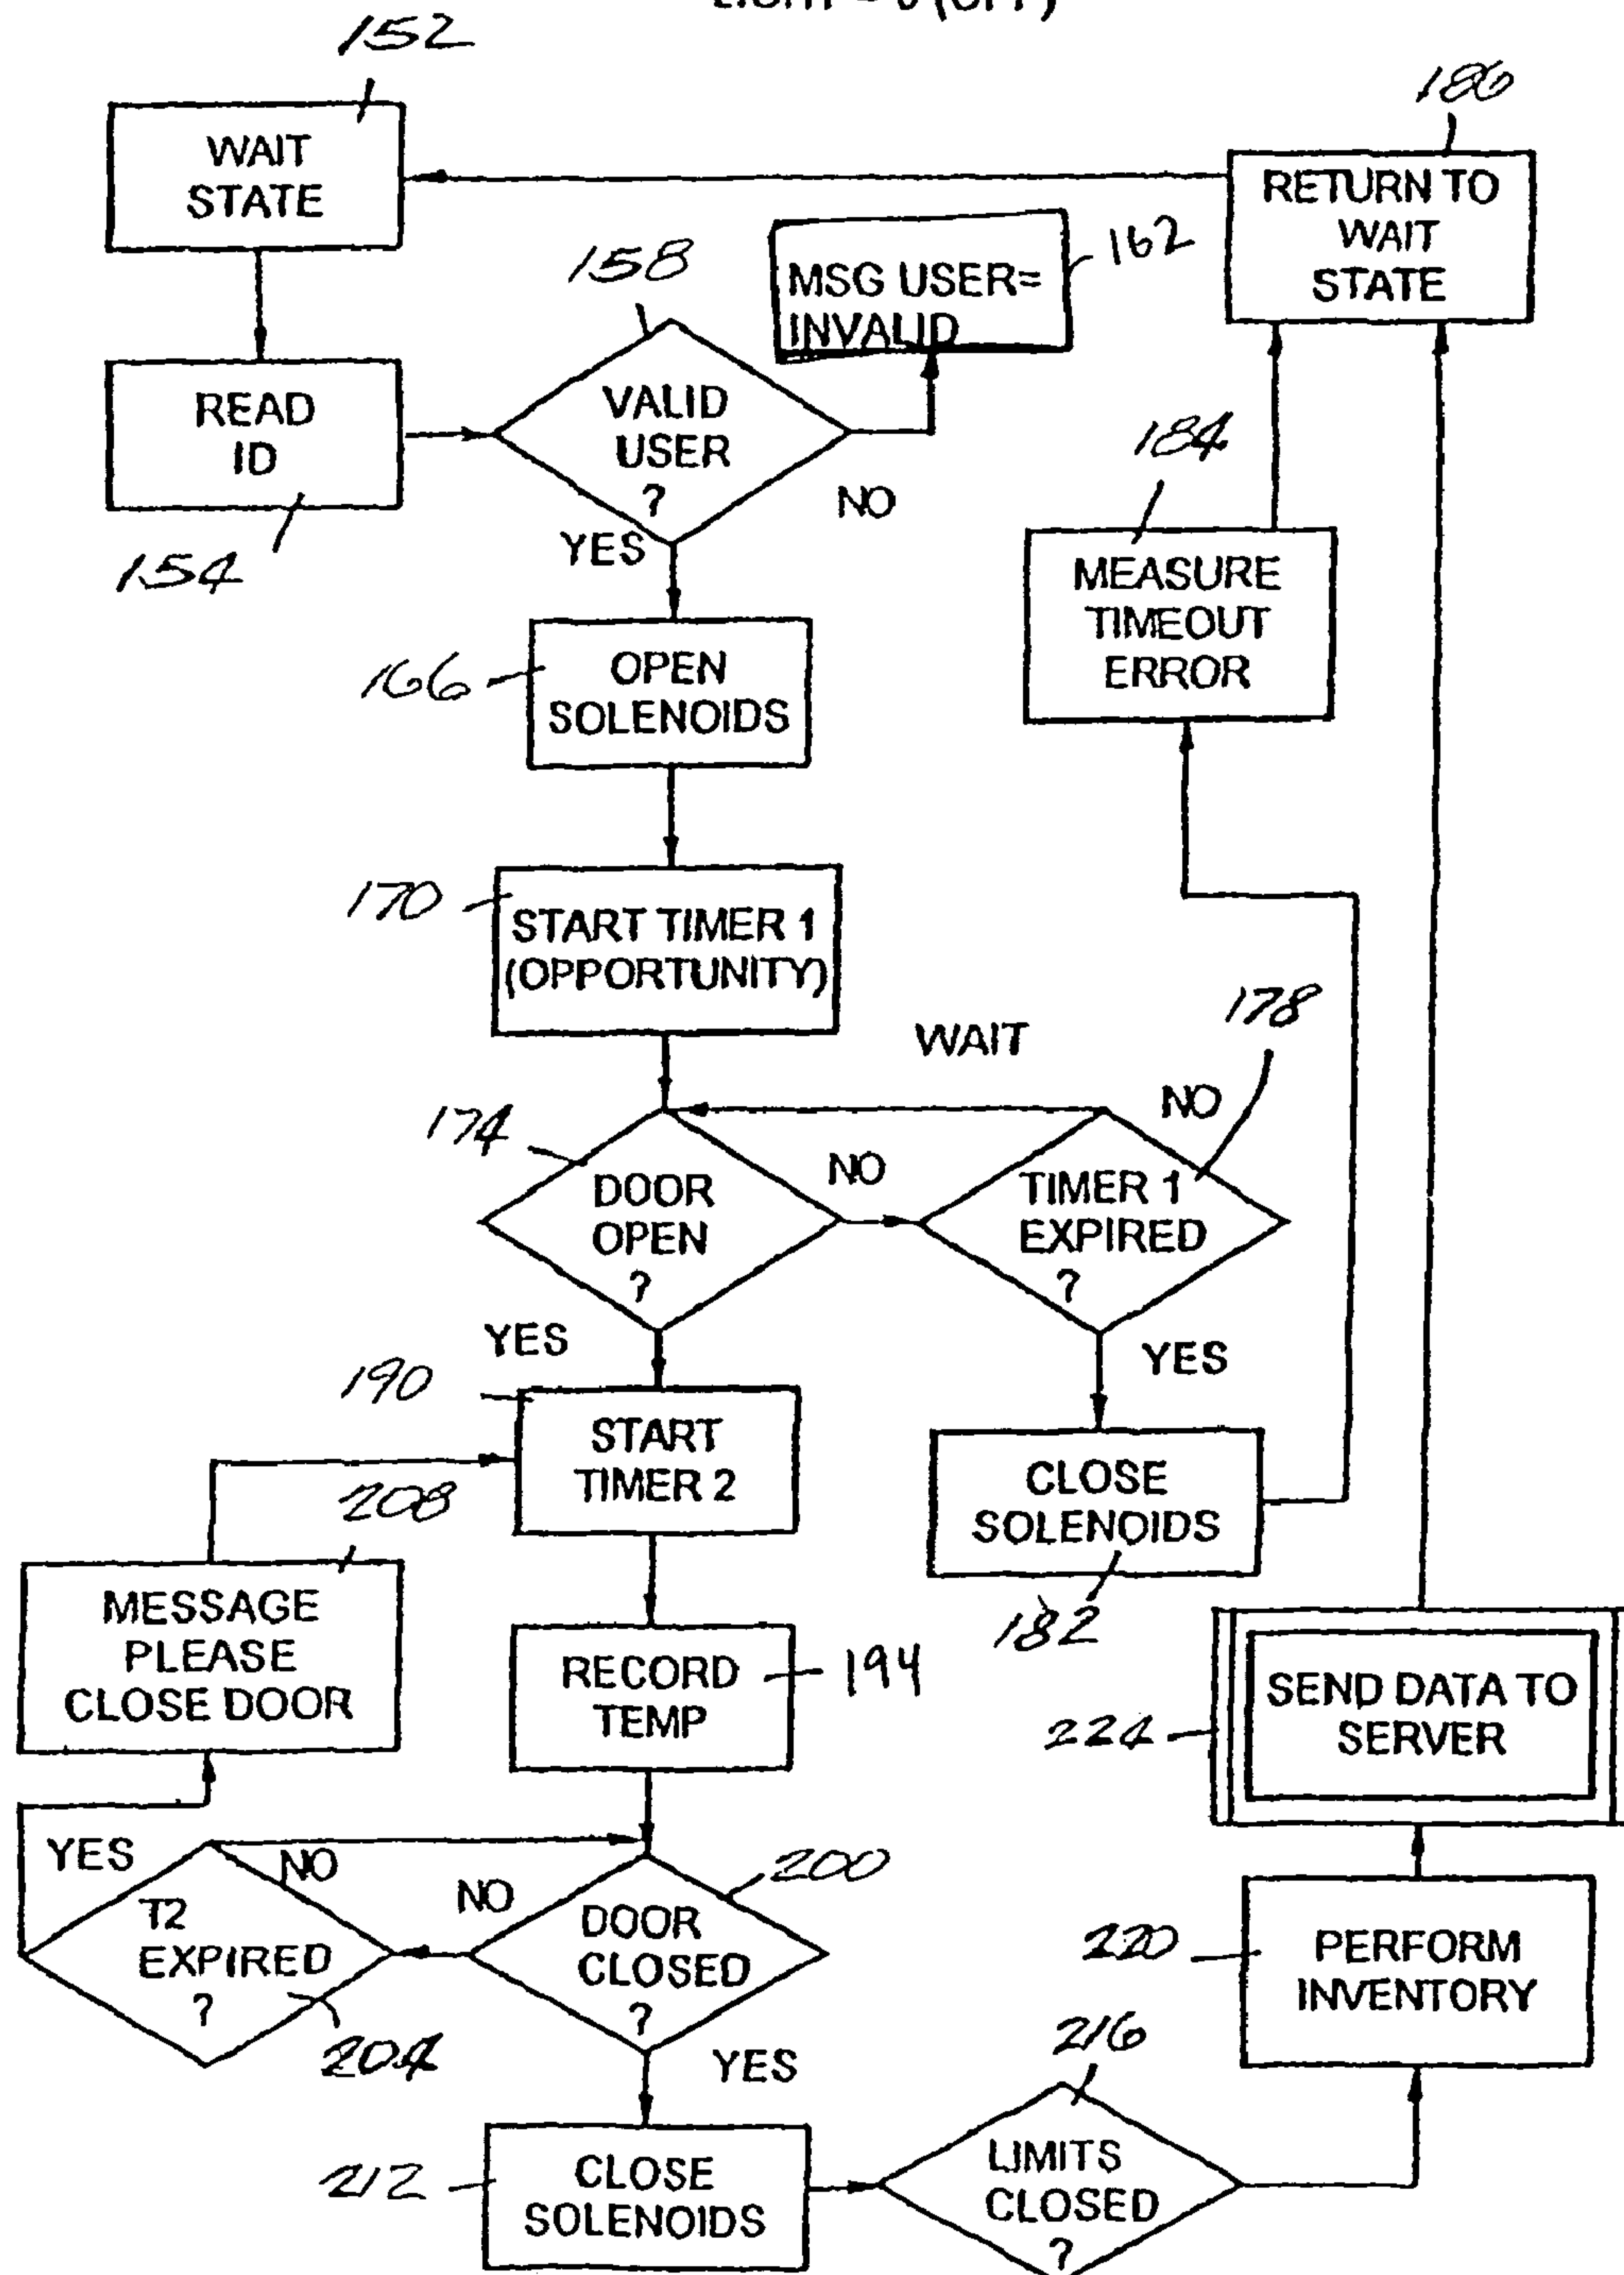 152
WAIT
STATE
186
RETURN TO
WAIT
STATE
158
MSG USER=
INVALID
162
READ
ID
154
VALID
USER
?
NO
YES
184
MEASURE
TIMEOUT
ERROR
166
OPEN
SOLENOIDS
170
START TIMER 1
(OPPORTUNITY)
WAIT
178
174
DOOR
OPEN
?
NO
NO
TIMER 1
EXPIRED
?
YES
YES
190
START
TIMER 2
CLOSE
SOLENOIDS
182
208
MESSAGE
PLEASE
CLOSE DOOR
RECORD
TEMP
194
224
SEND DATA TO
SERVER
YES
NO
T2
EXPIRED
?
204
NO
200
DOOR
CLOSED
?
YES
220
PERFORM
INVENTORY
216
212
CLOSE
SOLENOIDS
LIMITS
CLOSED
?